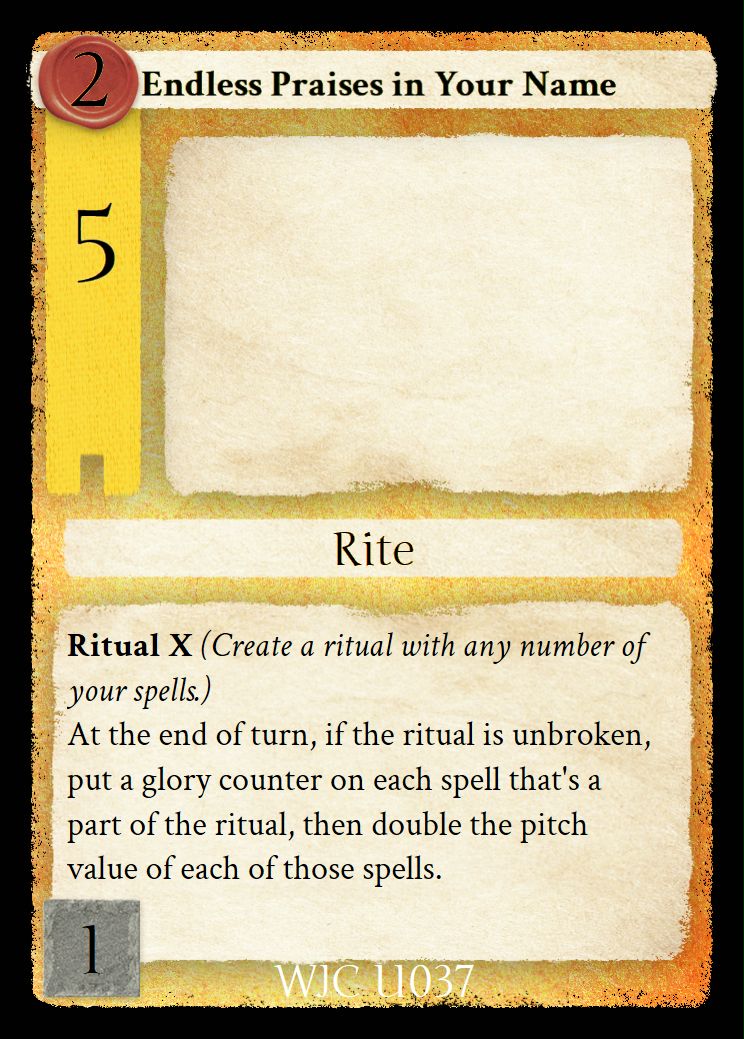 2
Endless Praises in Your Name
5
Rite
Ritual X (Create a ritual with any number of
your spells.)
At the end of turn, if the ritual is unbroken,
put a glory counter on each spell that's a
part of the ritual, then double the pitch
value of each of those spells.
1
WJC U037